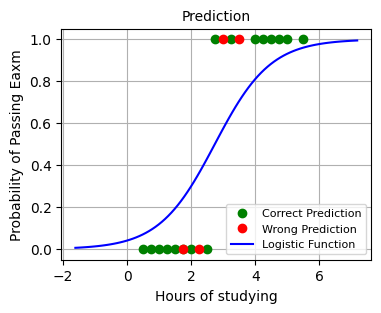 Prediction
Probability of Passing Eaxm
1.0
0.8
0.6
0.4
0.2
0.0
Correct Prediction
Wrong Prediction
Logistic Function
−2
0
2
4
6
Hours of studying